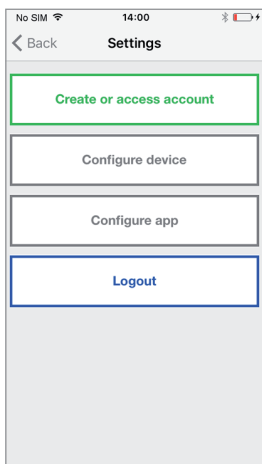 No SIM 14:00
Back Settings
Create or access account
Configure device
Configure app
Logout